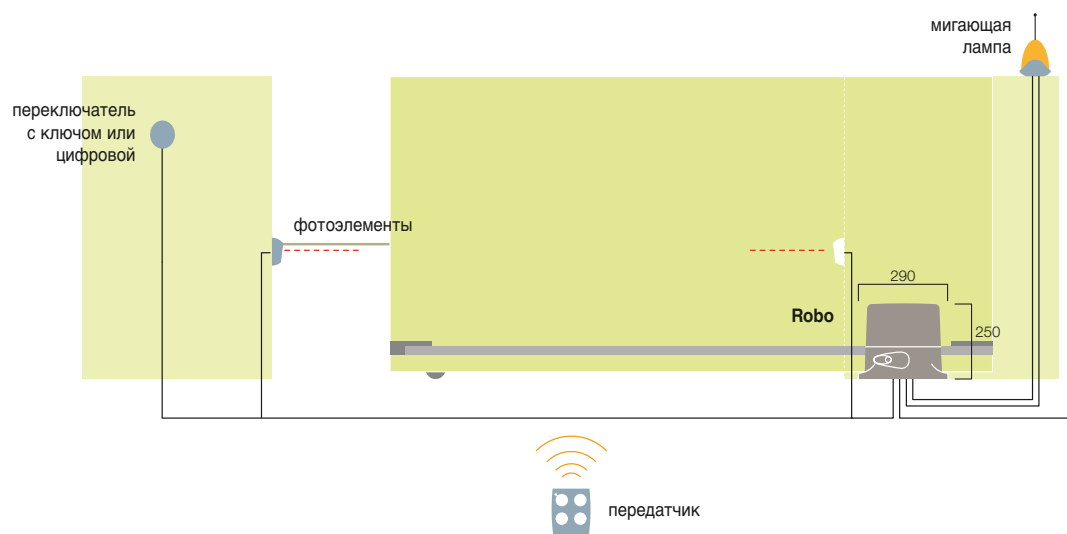 мигающая
лампа
переключатель
с ключом или
цифровой
фотоэлементы
290
Robo
250
передатчик